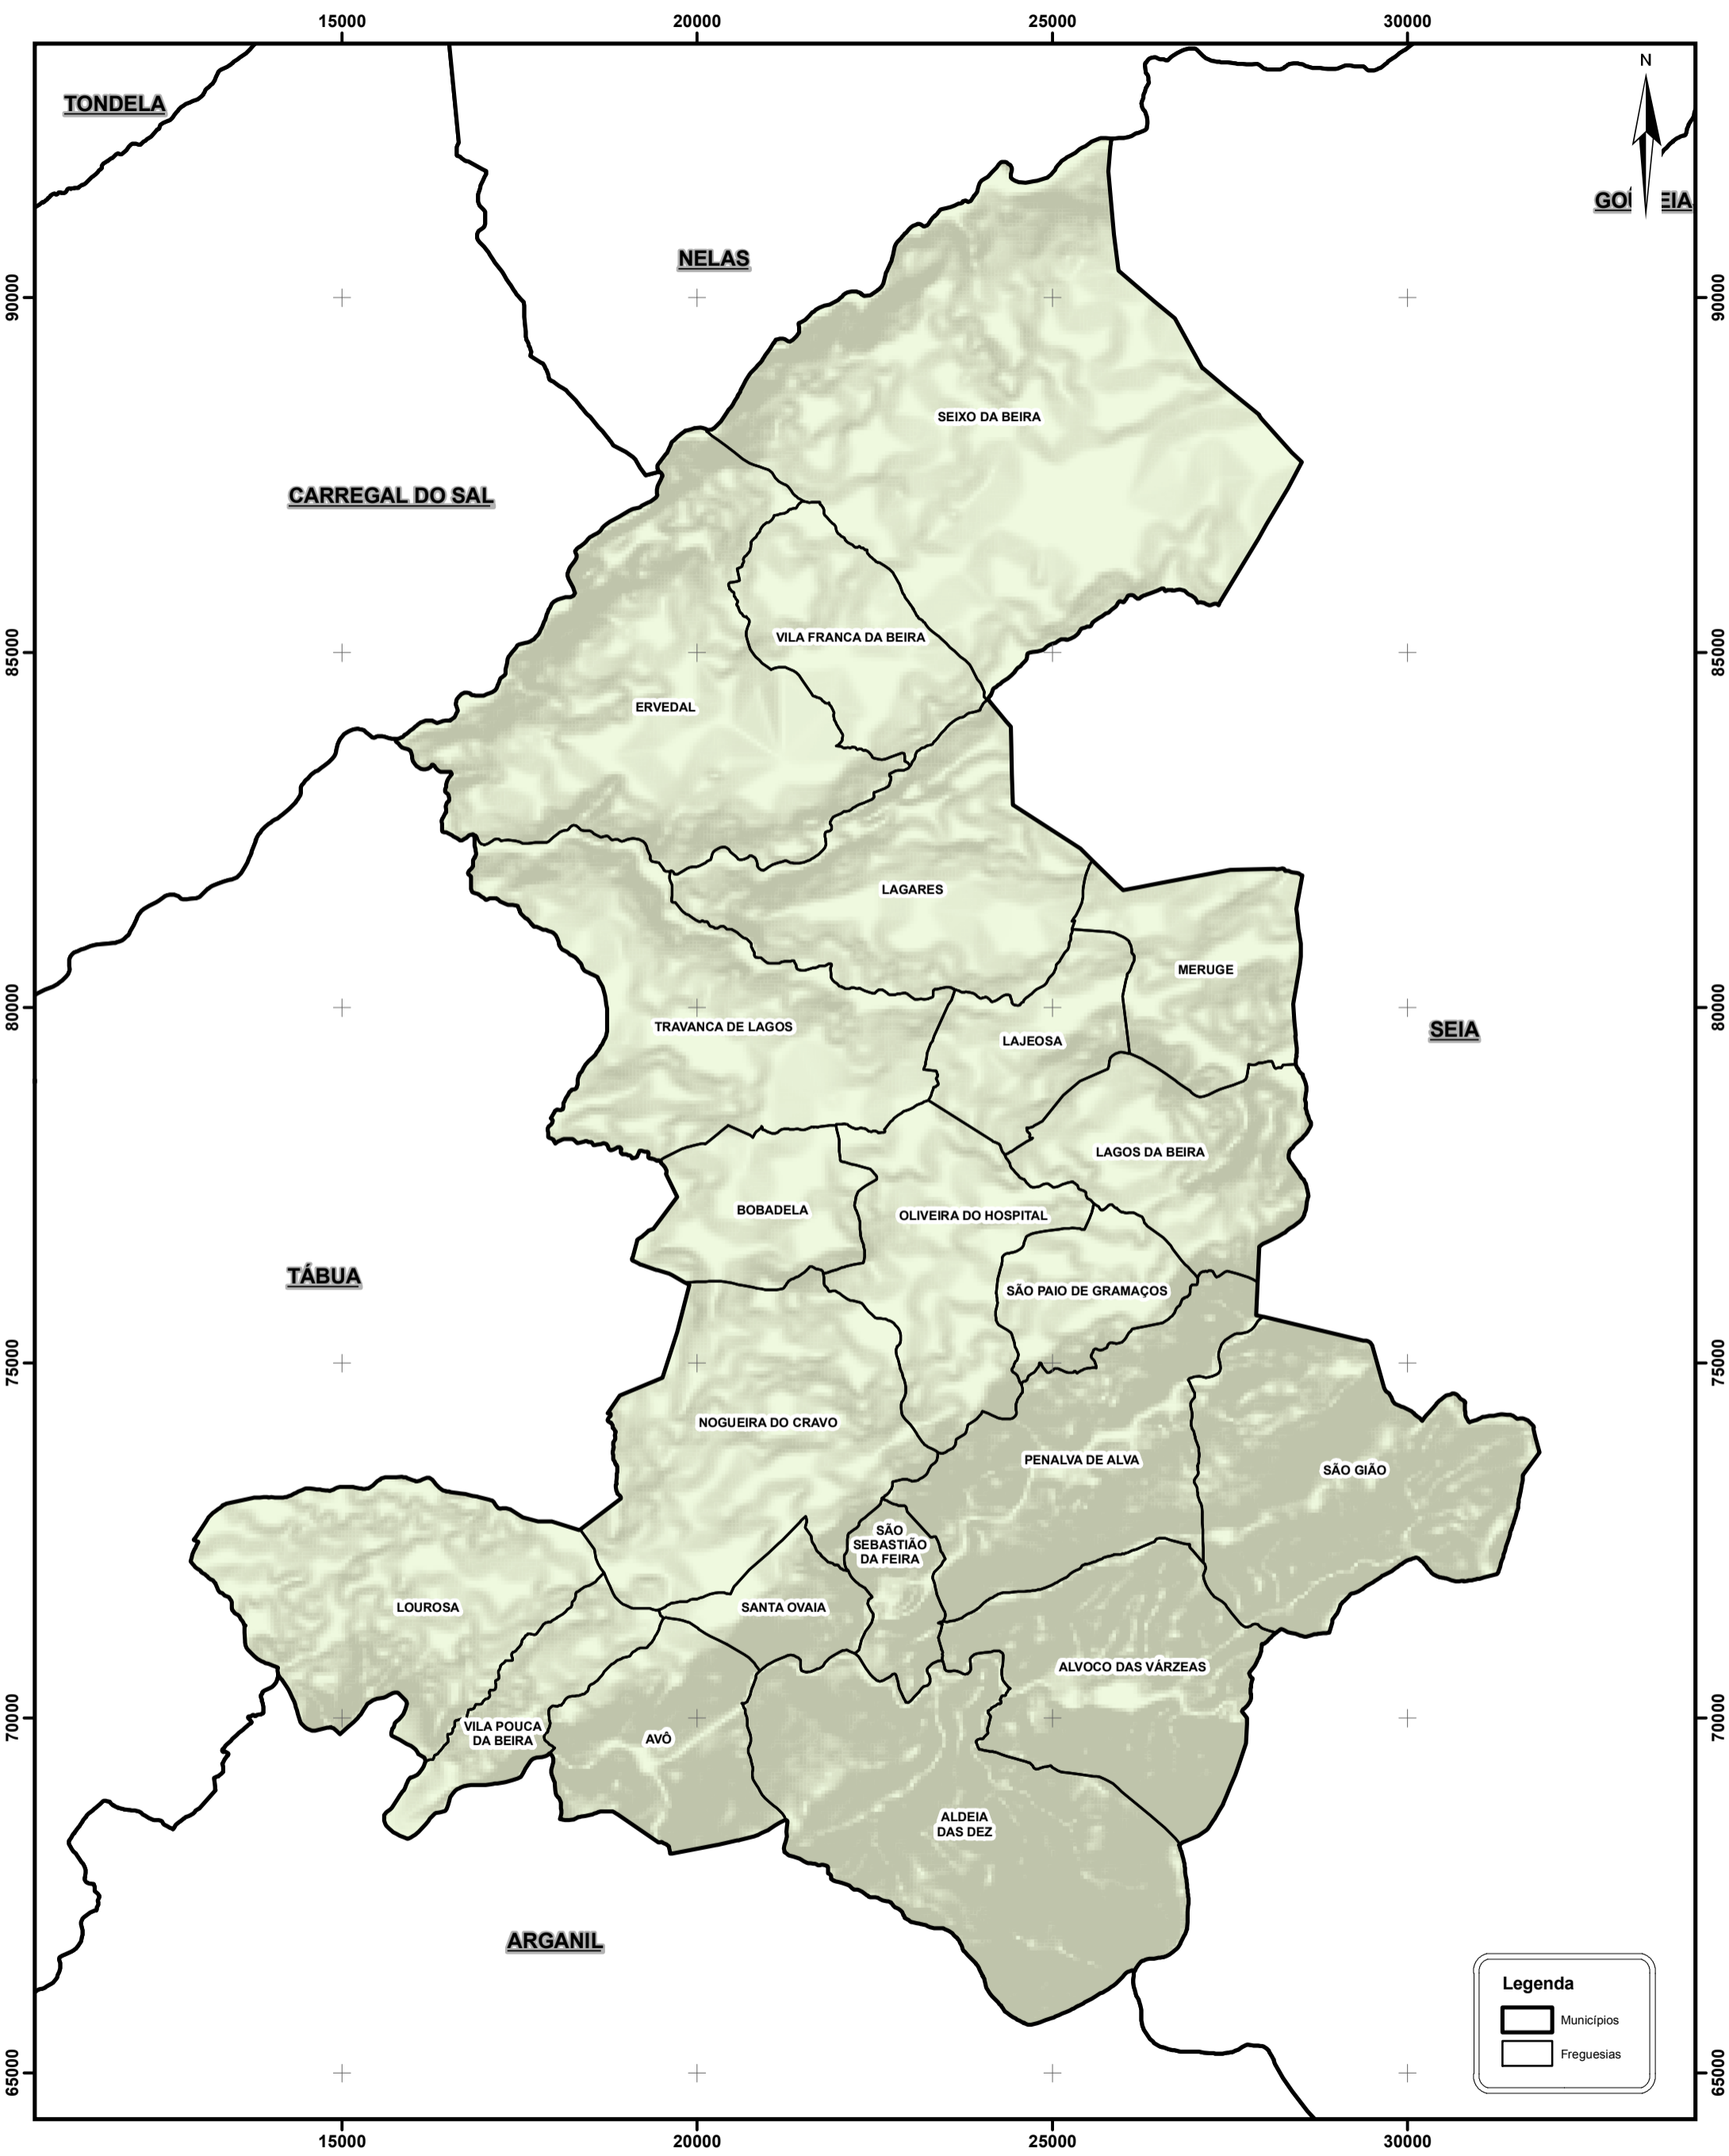 15000 20000 25000 30000
N
TONDELA
GOUVEIA
NELAS
90000 90000
SEIXO DA BEIRA
CARREGAL DO SAL
VILA FRANCA DA BEIRA
85000 85000
ERVEDAL
LAGARES
MERUGE
80000 80000
TRAVANCA DE LAGOS
SEIA
LAJEOSA
LAGOS DA BEIRA
BOBADELA
OLIVEIRA DO HOSPITAL
TÁBUA
SÃO PAIO DE GRAMAÇOS
75000 75000
NOGUEIRA DO CRAVO
PENALVA DE ALVA
SÃO GIÃO
SÃO
SEBASTIÃO
DA FEIRA
LOUROSA
SANTA OVAIA
ALVOCO DAS VÁRZEAS
70000 70000
VILA POUCA
DA BEIRA
AVÔ
ALDEIA
DAS DEZ
ARGANIL
Legenda
Municípios
Freguesias
65000 65000
15000 20000 25000 30000